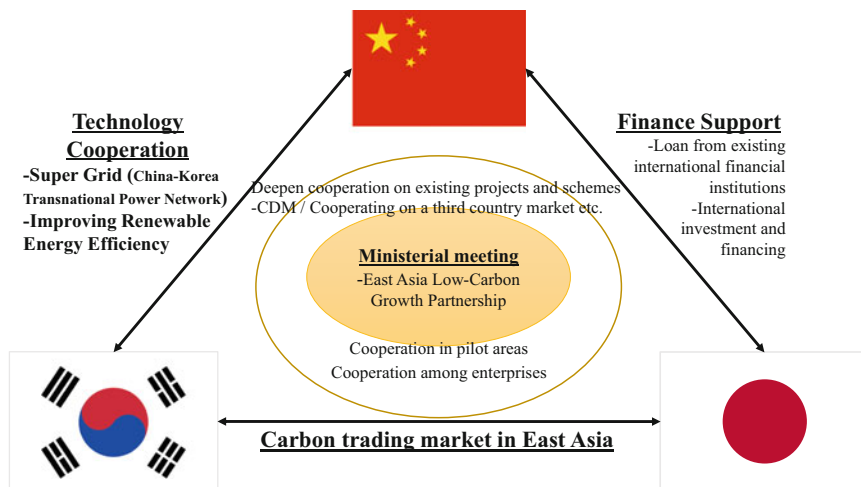 Technology
Cooperation
-Super Grid (China-Korea
Transnational Power Network)
-Improving Renewable
Energy Efficiency
Finance Support
-Loan from existing
international financial
institutions
-International
investment and
financing
Deepen cooperation on existing projects and schemes
-CDM / Cooperating on a third country market etc.
Ministerial meeting
-East Asia Low-Carbon
Growth Partnership
Cooperation in pilot areas
Cooperation among enterprises
Carbon trading market in East Asia